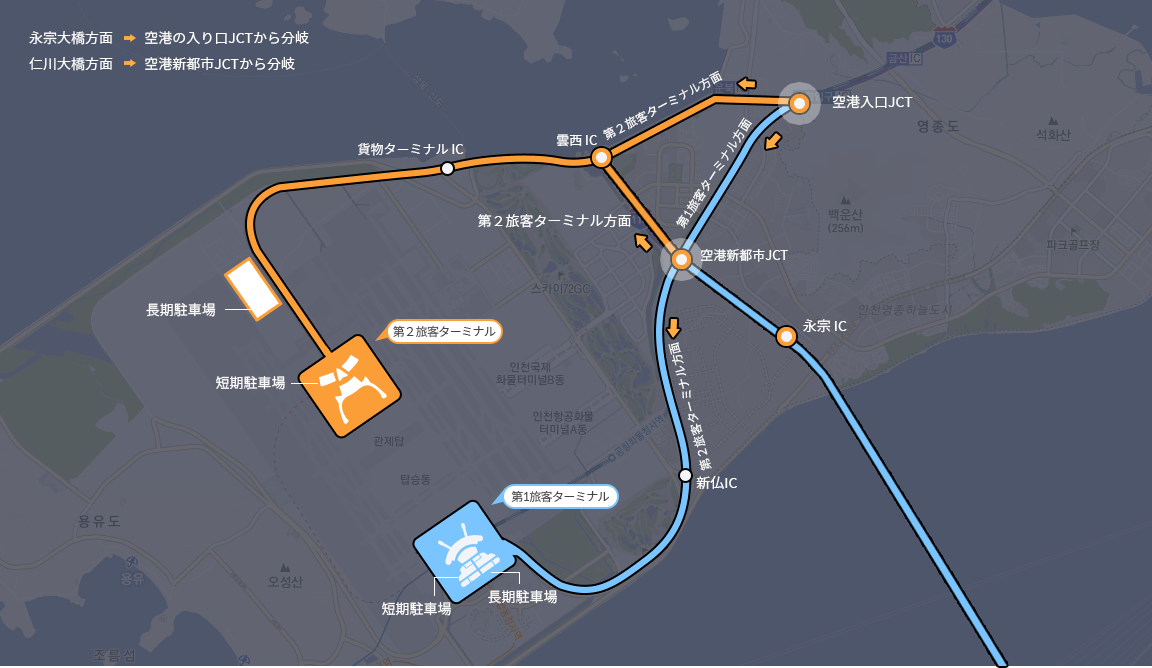 永宗大橋方面 ➡ 空港の入り口JCTから分岐
仁川大橋方面 ➡ 空港新都市JCTから分岐
130
금산IC
空港入口JCT
영종도
석화산
第２旅客ターミナル方面
雲西 IC
貨物ターミナル IC
第1旅客ターミナル方面
백운산
(256m)
第２旅客ターミナル方面
파크골프장
空港新都市JCT
스카이72GC
인천영종하늘도시
長期駐車場
永宗 IC
第２旅客ターミナル
第２旅客ターミナル方面
인천국제
화물터미널B동
短期駐車場
인천항공화물
터미널A동
관제탑
공항화물청사역
탑승동
新仏IC
第1旅客ターミナル
용유도
용유
오성산
長期駐車場
短期駐車場
조름섬